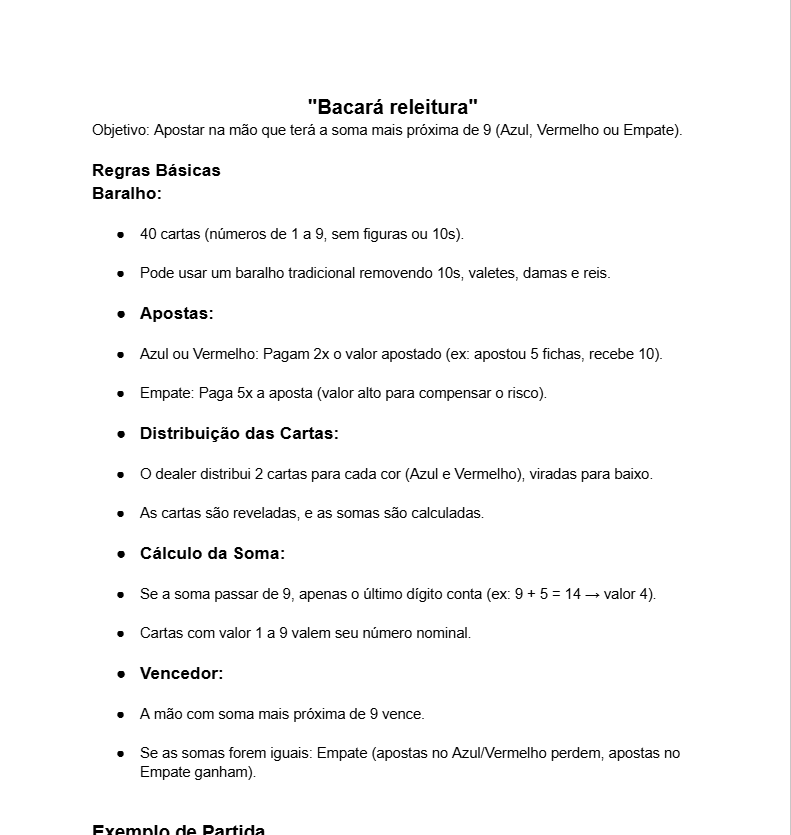 "Bacará releitura"
Objetivo: Apostar na mão que terá a soma mais próxima de 9 (Azul, Vermelho ou Empate).
Regras Básicas
Baralho:
● 40 cartas (números de 1 a 9, sem figuras ou 10s).
● Pode usar um baralho tradicional removendo 10s, valetes, damas e reis.
● Apostas:
● Azul ou Vermelho: Pagam 2x o valor apostado (ex: apostou 5 fichas, recebe 10).
● Empate: Paga 5x a aposta (valor alto para compensar o risco).
● Distribuição das Cartas:
● O dealer distribui 2 cartas para cada cor (Azul e Vermelho), viradas para baixo.
● As cartas são reveladas, e as somas são calculadas.
● Cálculo da Soma:
● Se a soma passar de 9, apenas o último dígito conta (ex: 9 + 5 = 14 → valor 4).
● Cartas com valor 1 a 9 valem seu número nominal.
● Vencedor:
● A mão com soma mais próxima de 9 vence.
● Se as somas forem iguais: Empate (apostas no Azul/Vermelho perdem, apostas no
Empate ganham).
Exemplo de Partida